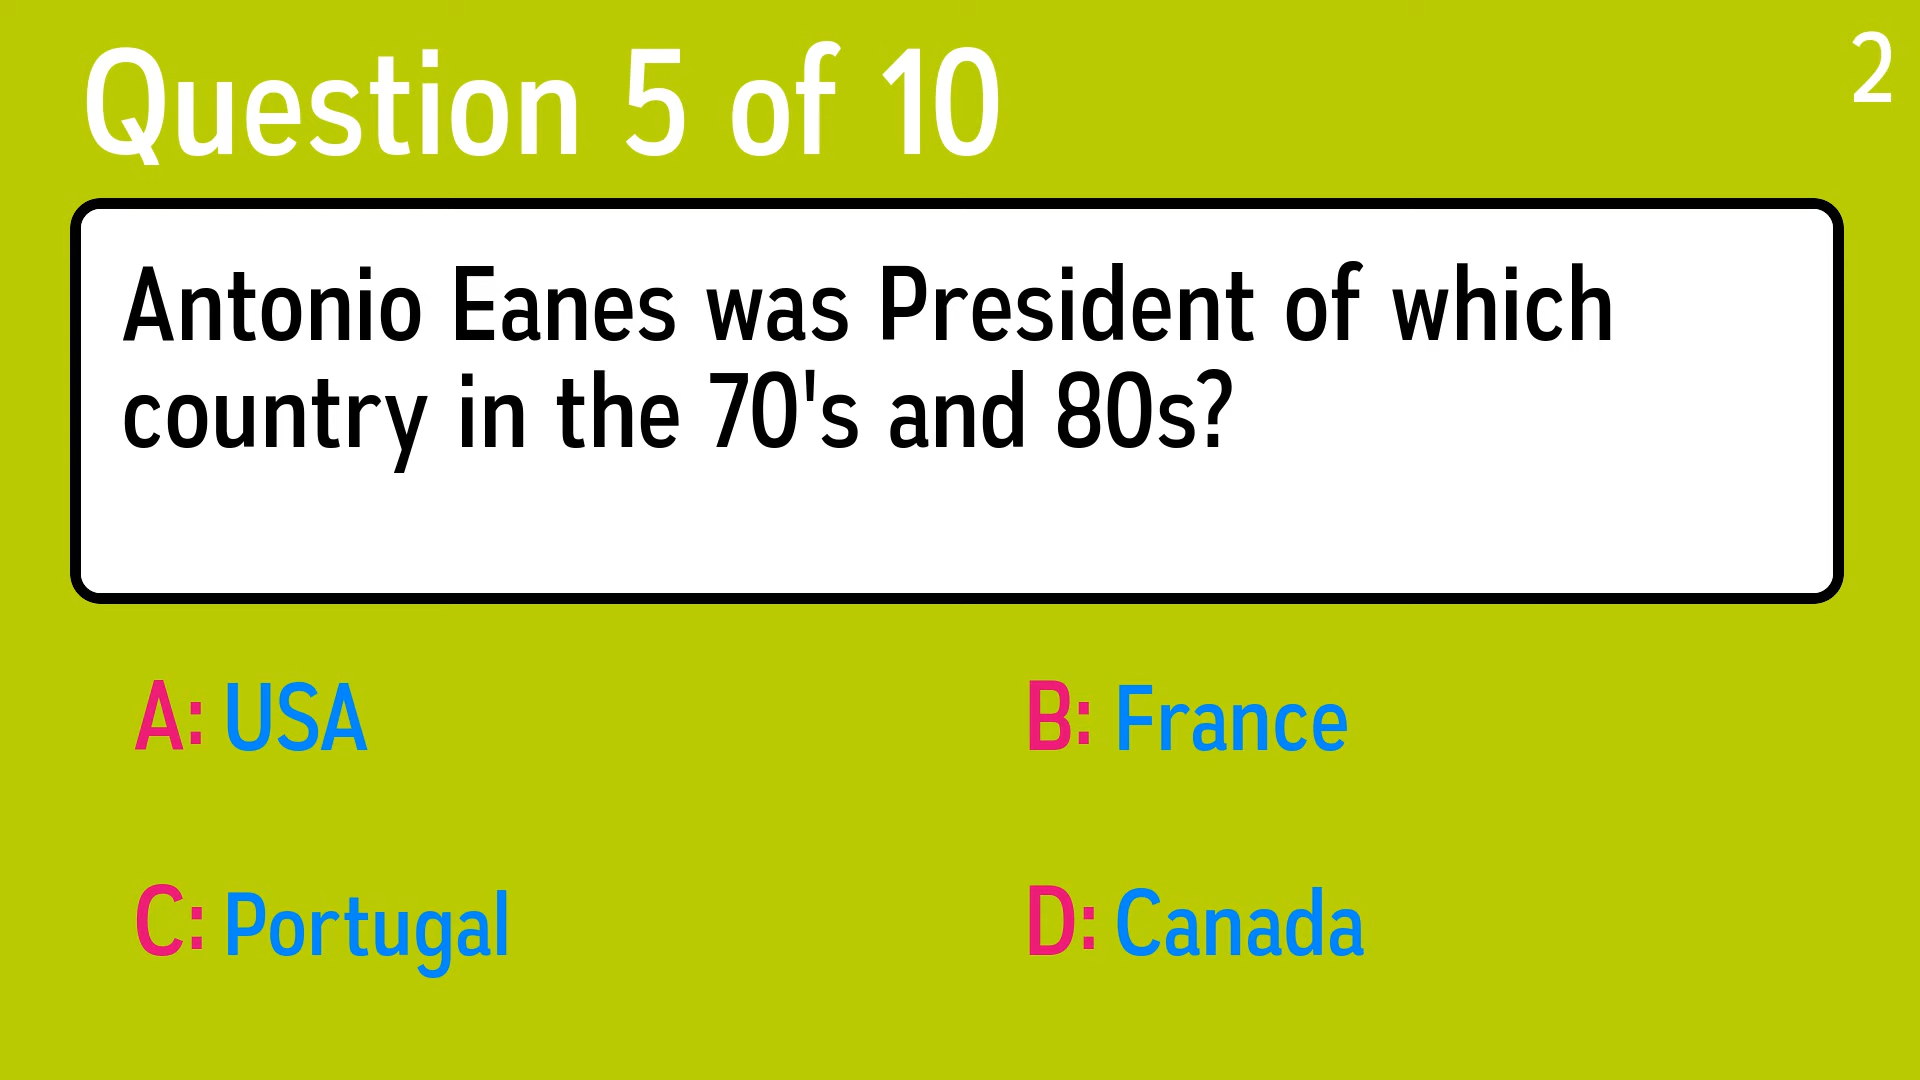 Question 5 of 10
2
Antonio Eanes was President of which
country in the 70's and 80s?
A: USA
B: France
C: Portugal
D: Canada